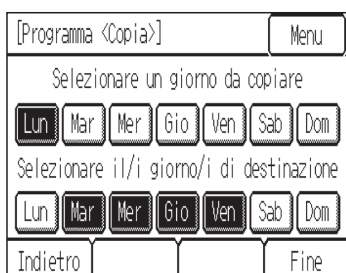 [Programma <Copia>] Menu
Selezionare un giorno da copiare
Lun Mar Mer Gio Ven Sab Dom
Selezionare il/i giorno/i di destinazione
Lun Mar Mer Gio Ven Sab Dom
Indietro Fine